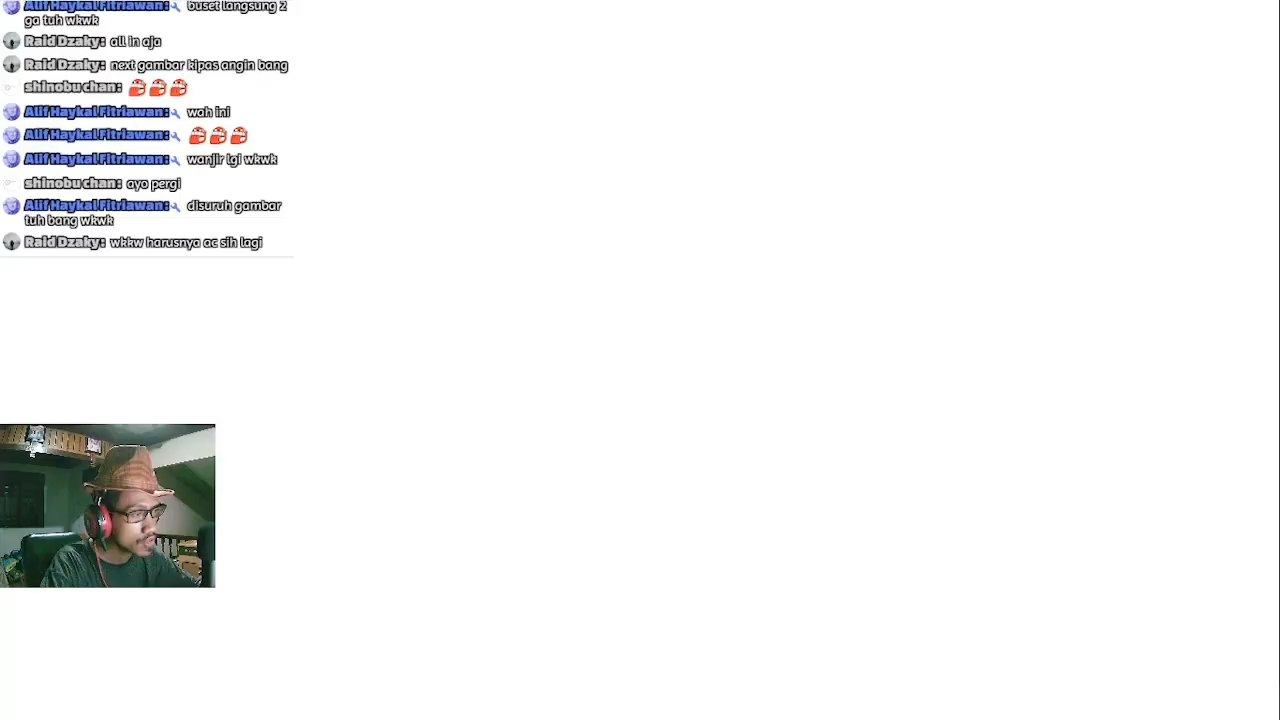 Alif Haykal Fitriawan: buset langsung 2
ga tuh wkwk
Raid Dzaky: all in aja
Raid Dzaky: next gambar kipas angin bang
shinobu chan:
Alif Haykal Fitriawan: woh ini
Alif Haykal Fitriawan:
Alif Haykal Fitriawan: wanjir lgi wkwk
shinobu chan: ayo pergi
Alif Haykal Fitriawan: disuruh gambar
tuh bang wkwk
Raid Dzaky: wkkw harusnya ac sih lagi